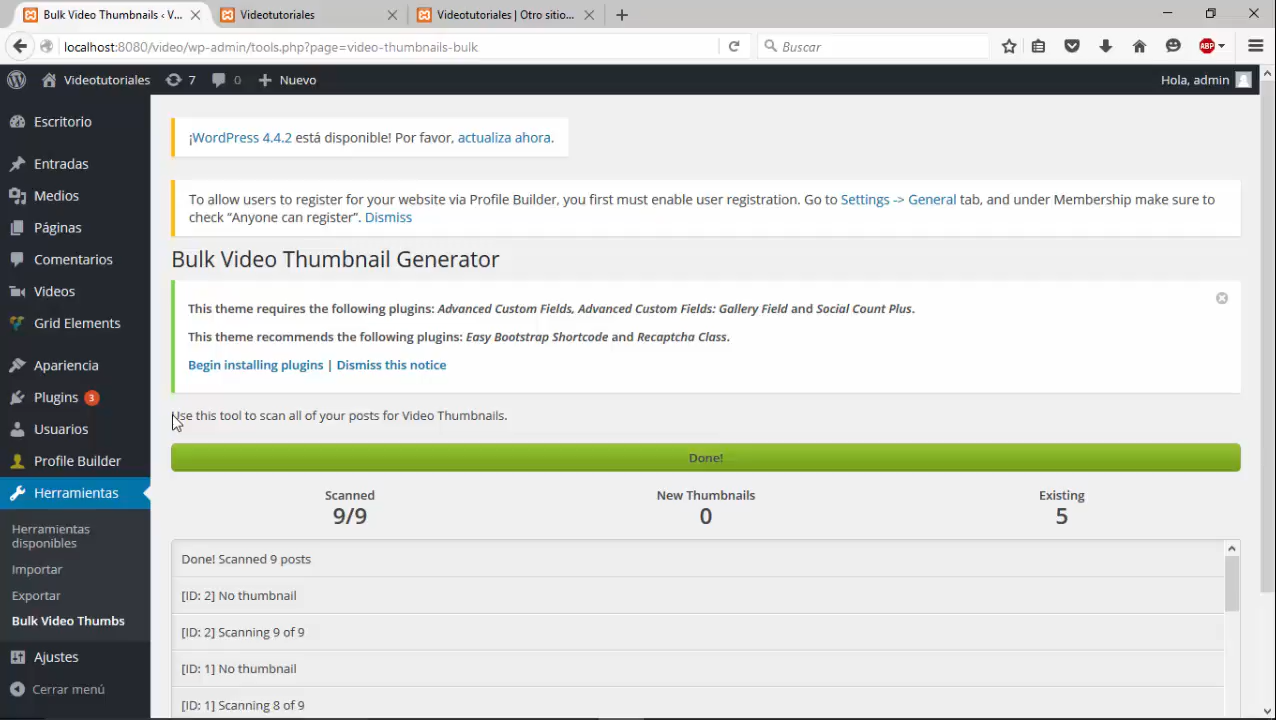 Bulk Video Thumbnails ‹ V...
Videotutoriales
Videotutoriales | Otro sitio...
localhost:8080/video/wp-admin/tools.php?page=video-thumbnails-bulk
Buscar
ABP
Videotutoriales
7
0
Nuevo
Hola, admin
Escritorio
Entradas
Medios
Páginas
Comentarios
Videos
Grid Elements
Apariencia
Plugins 3
Usuarios
Profile Builder
Herramientas
Herramientas
disponibles
Importar
Exportar
Bulk Video Thumbs
Ajustes
Cerrar menú
¡WordPress 4.4.2 está disponible! Por favor, actualiza ahora.
To allow users to register for your website via Profile Builder, you first must enable user registration. Go to Settings -> General tab, and under Membership make sure to
check “Anyone can register”. Dismiss
Bulk Video Thumbnail Generator
This theme requires the following plugins: Advanced Custom Fields, Advanced Custom Fields: Gallery Field and Social Count Plus.
This theme recommends the following plugins: Easy Bootstrap Shortcode and Recaptcha Class.
Begin installing plugins | Dismiss this notice
Use this tool to scan all of your posts for Video Thumbnails.
Done!
Scanned
9/9
New Thumbnails
0
Existing
5
Done! Scanned 9 posts
[ID: 2] No thumbnail
[ID: 2] Scanning 9 of 9
[ID: 1] No thumbnail
[ID: 1] Scanning 8 of 9